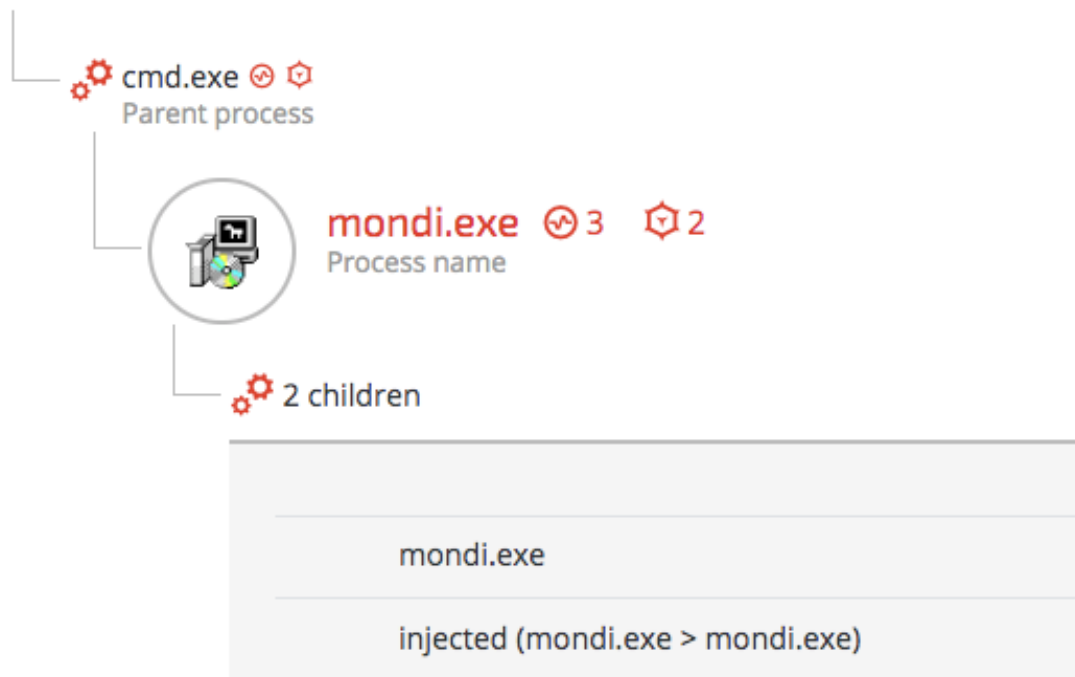 cmd.exe
Parent process
mondi.exe 3 2
Process name
2 children
mondi.exe
injected (mondi.exe > mondi.exe)